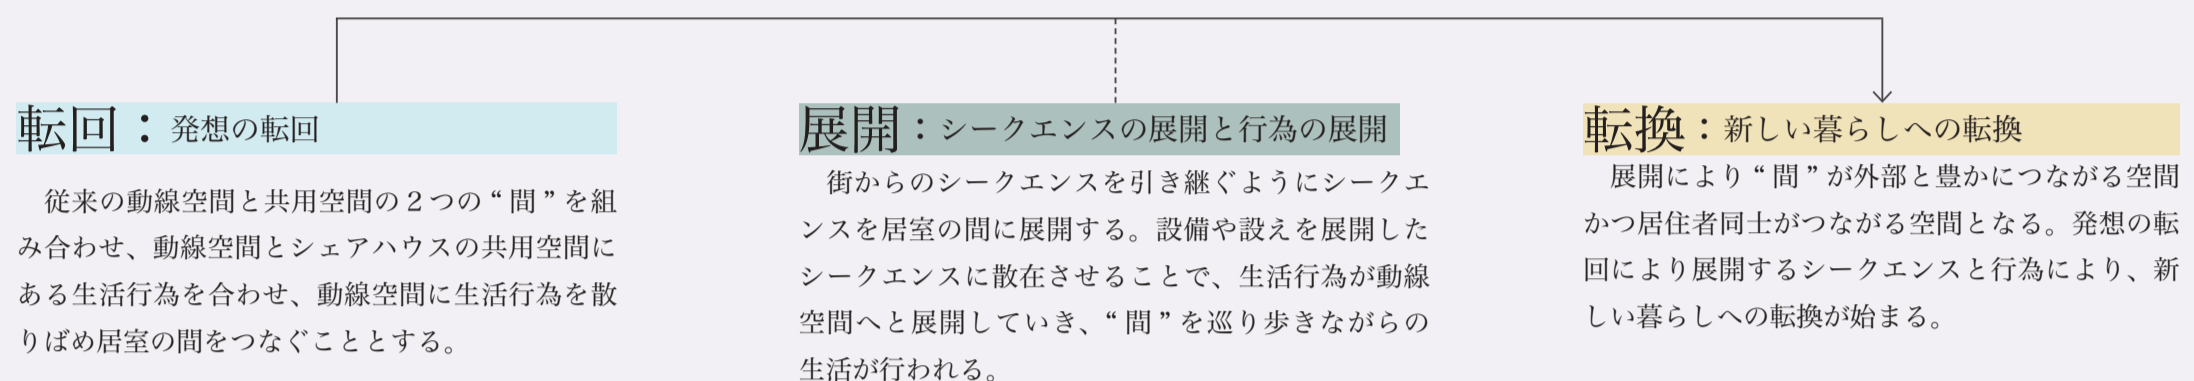 転回：発想の転回
　従来の動線空間と共用空間の２つの“間”を組
み合わせ、動線空間とシェアハウスの共用空間に
ある生活行為を合わせ、動線空間に生活行為を散
りばめ居室の間をつなぐこととする。
展開：シークエンスの展開と行為の展開
　街からのシークエンスを引き継ぐようにシークエ
ンスを居室の間に展開する。設備や設えを展開した
シークエンスに散在させることで、生活行為が動線
空間へと展開していき、“間”を巡り歩きながらの
生活が行われる。
転換：新しい暮らしへの転換
　展開により“間”が外部と豊かにつながる空間
かつ居住者同士がつながる空間となる。発想の転
回により展開するシークエンスと行為により、新
しい暮らしへの転換が始まる。